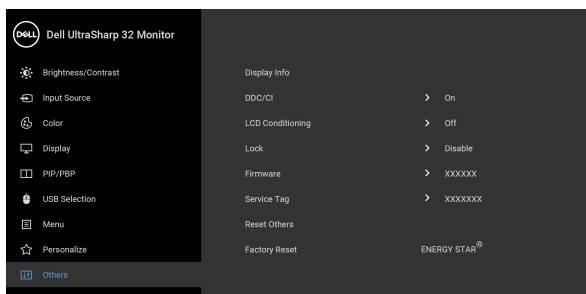 DELL Dell UltraSharp 32 Monitor
Brightness/Contrast
Display Info
Input Source
DDC/CI On
Color
LCD Conditioning Off
Display
Lock Disable
PIP/PBP
Firmware XXXXXX
USB Selection
Service Tag XXXXXXX
Menu
Reset Others
Personalize
Factory Reset ENERGY STAR®
Others